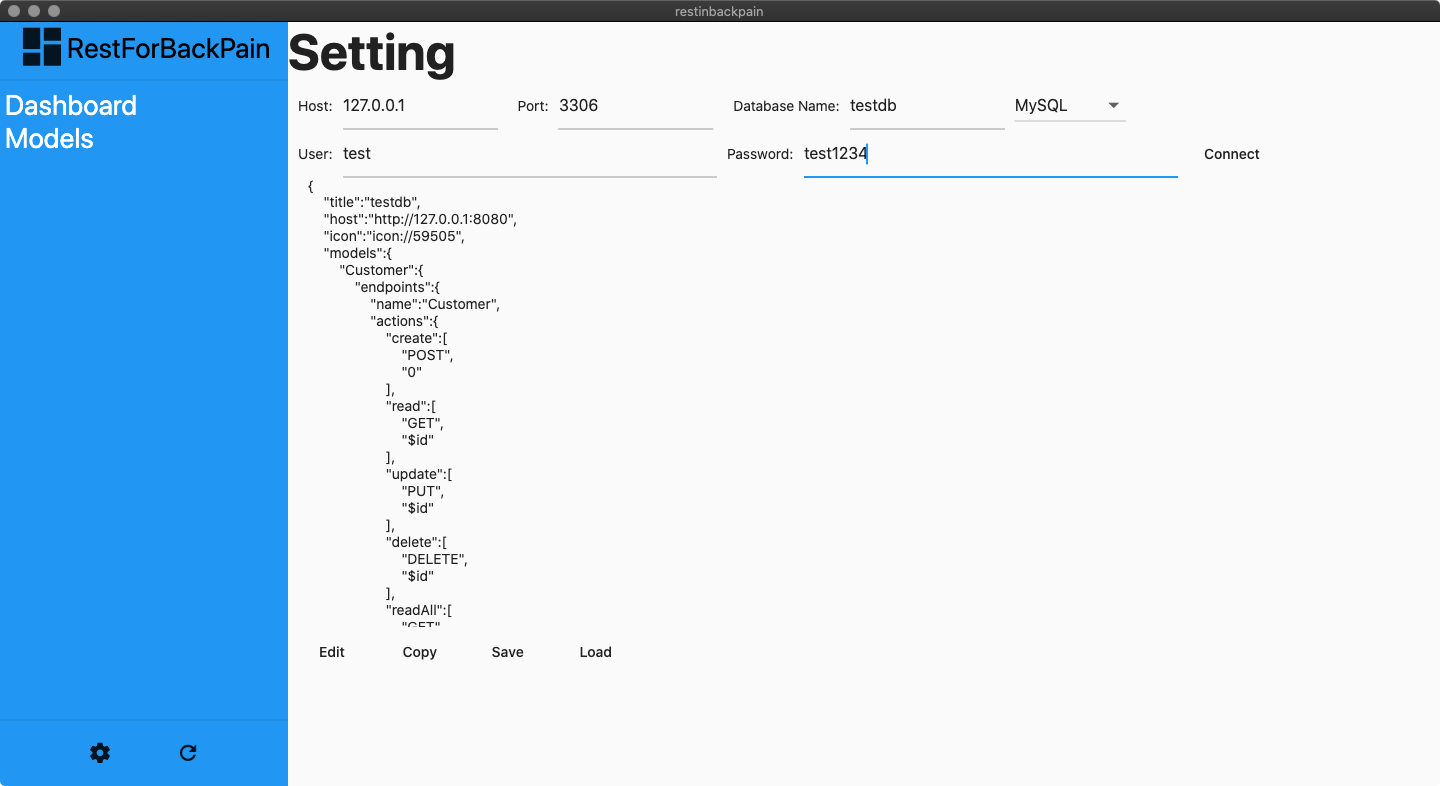 restinbackpain
RestForBackPain
Dashboard
Models
Setting
Host: 127.0.0.1 Port: 3306 Database Name: testdb MySQL
User: test Password: test1234 Connect
{
"title":"testdb",
"host":"http://127.0.0.1:8080",
"icon":"icon://59505",
"models":{
"Customer":{
"endpoints":{
"name":"Customer",
"actions":{
"create":[
"POST",
"0"
],
"read":[
"GET",
"$id"
],
"update":[
"PUT",
"$id"
],
"delete":[
"DELETE",
"$id"
],
"readAll":[
"GET"
Edit Copy Save Load